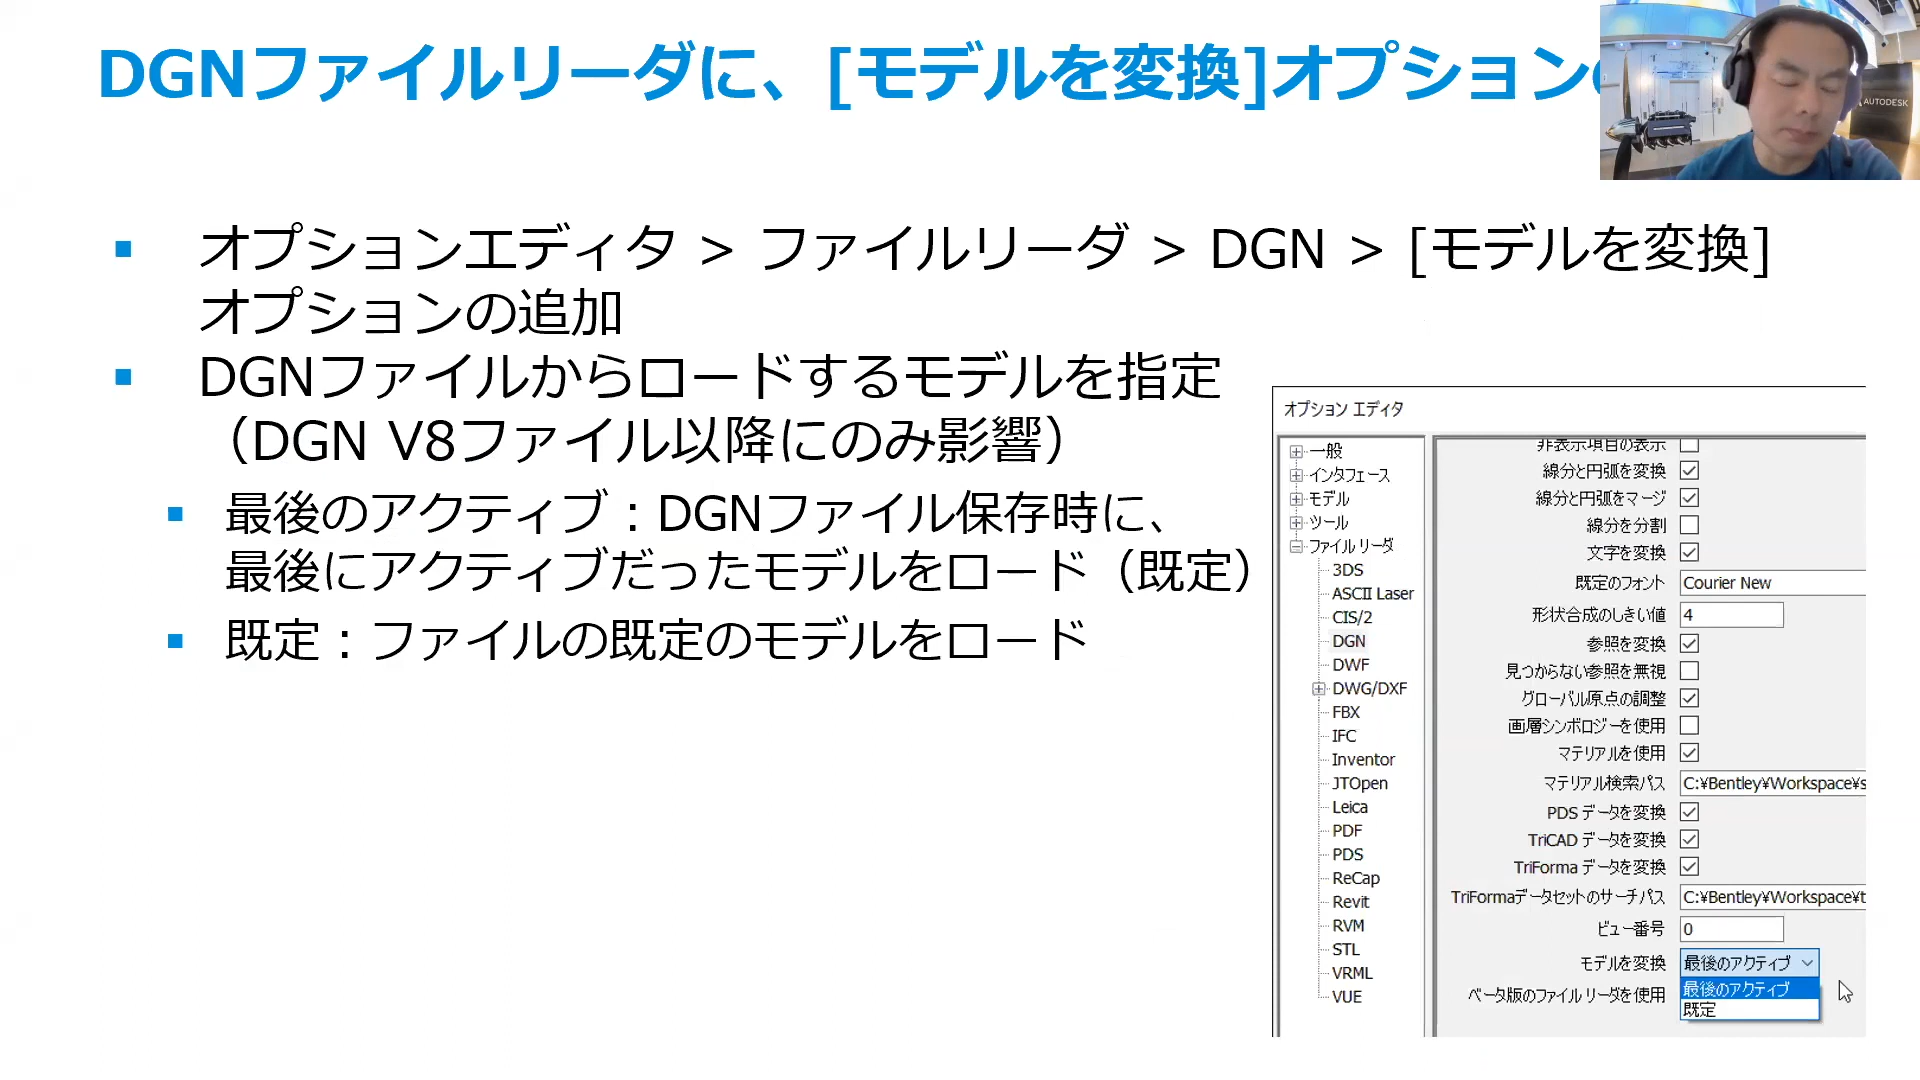 DGNファイルリーダに、[モデルを変換]オプション
AUTODESK
オプションエディタ > ファイルリーダ > DGN > [モデルを変換]
オプションの追加
DGNファイルからロードするモデルを指定
（DGN V8ファイル以降にのみ影響）
最後のアクティブ：DGNファイル保存時に、
最後にアクティブだったモデルをロード（既定）
既定：ファイルの既定のモデルをロード
オプション エディタ
一般
インタフェース
モデル
ツール
ファイル リーダ
3DS
ASCII Laser
CIS/2
DGN
DWF
DWG/DXF
FBX
IFC
Inventor
JTOpen
Leica
PDF
PDS
ReCap
Revit
RVM
STL
VRML
VUE
非表示項目の表示
線分と円弧を変換
線分と円弧をマージ
線分を分割
文字を変換
既定のフォント Courier New
形状合成のしきい値 4
参照を変換
見つからない参照を無視
グローバル原点の調整
画層シンボロジーを使用
マテリアルを使用
マテリアル検索パス C:¥Bentley¥Workspace¥s
PDS データを変換
TriCAD データを変換
TriForma データを変換
TriFormaデータセットのサーチパス C:¥Bentley¥Workspace¥t
ビュー番号 0
モデルを変換 最後のアクティブ
最後のアクティブ
ベータ版のファイル リーダを使用
既定